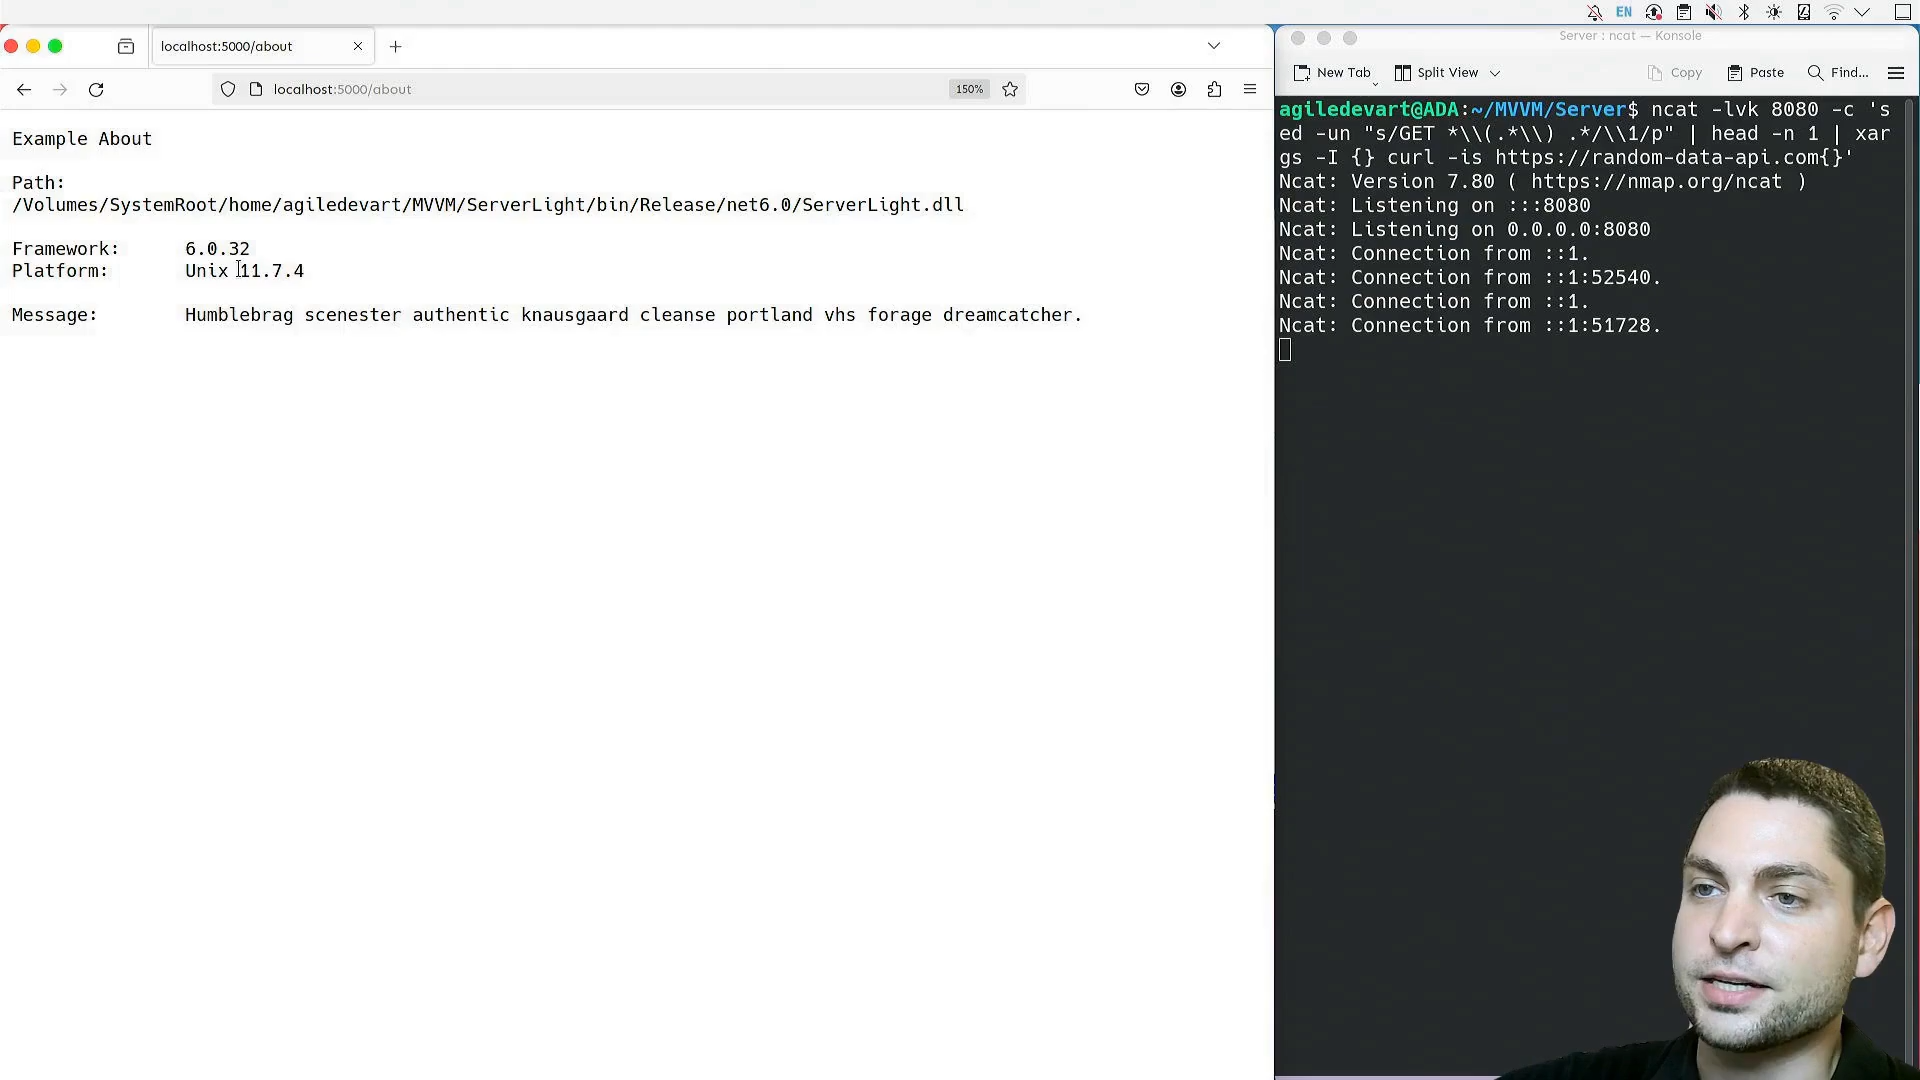 EN
localhost:5000/about
localhost:5000/about
150%
Example About
Path:
/Volumes/SystemRoot/home/agiledevart/MVVM/ServerLight/bin/Release/net6.0/ServerLight.dll
Framework: 6.0.32
Platform: Unix 11.7.4
Message: Humblebrag scenester authentic knausgaard cleanse portland vhs forage dreamcatcher.
Server : ncat — Konsole
New Tab Split View Copy Paste Find...
agiledevart@ADA:~/MVVM/Server$ ncat -lvk 8080 -c 's
ed -un "s/GET *\\(.*\\) .*/\\1/p" | head -n 1 | xar
gs -I {} curl -is https://random-data-api.com{}'
Ncat: Version 7.80 ( https://nmap.org/ncat )
Ncat: Listening on :::8080
Ncat: Listening on 0.0.0.0:8080
Ncat: Connection from ::1.
Ncat: Connection from ::1:52540.
Ncat: Connection from ::1.
Ncat: Connection from ::1:51728.